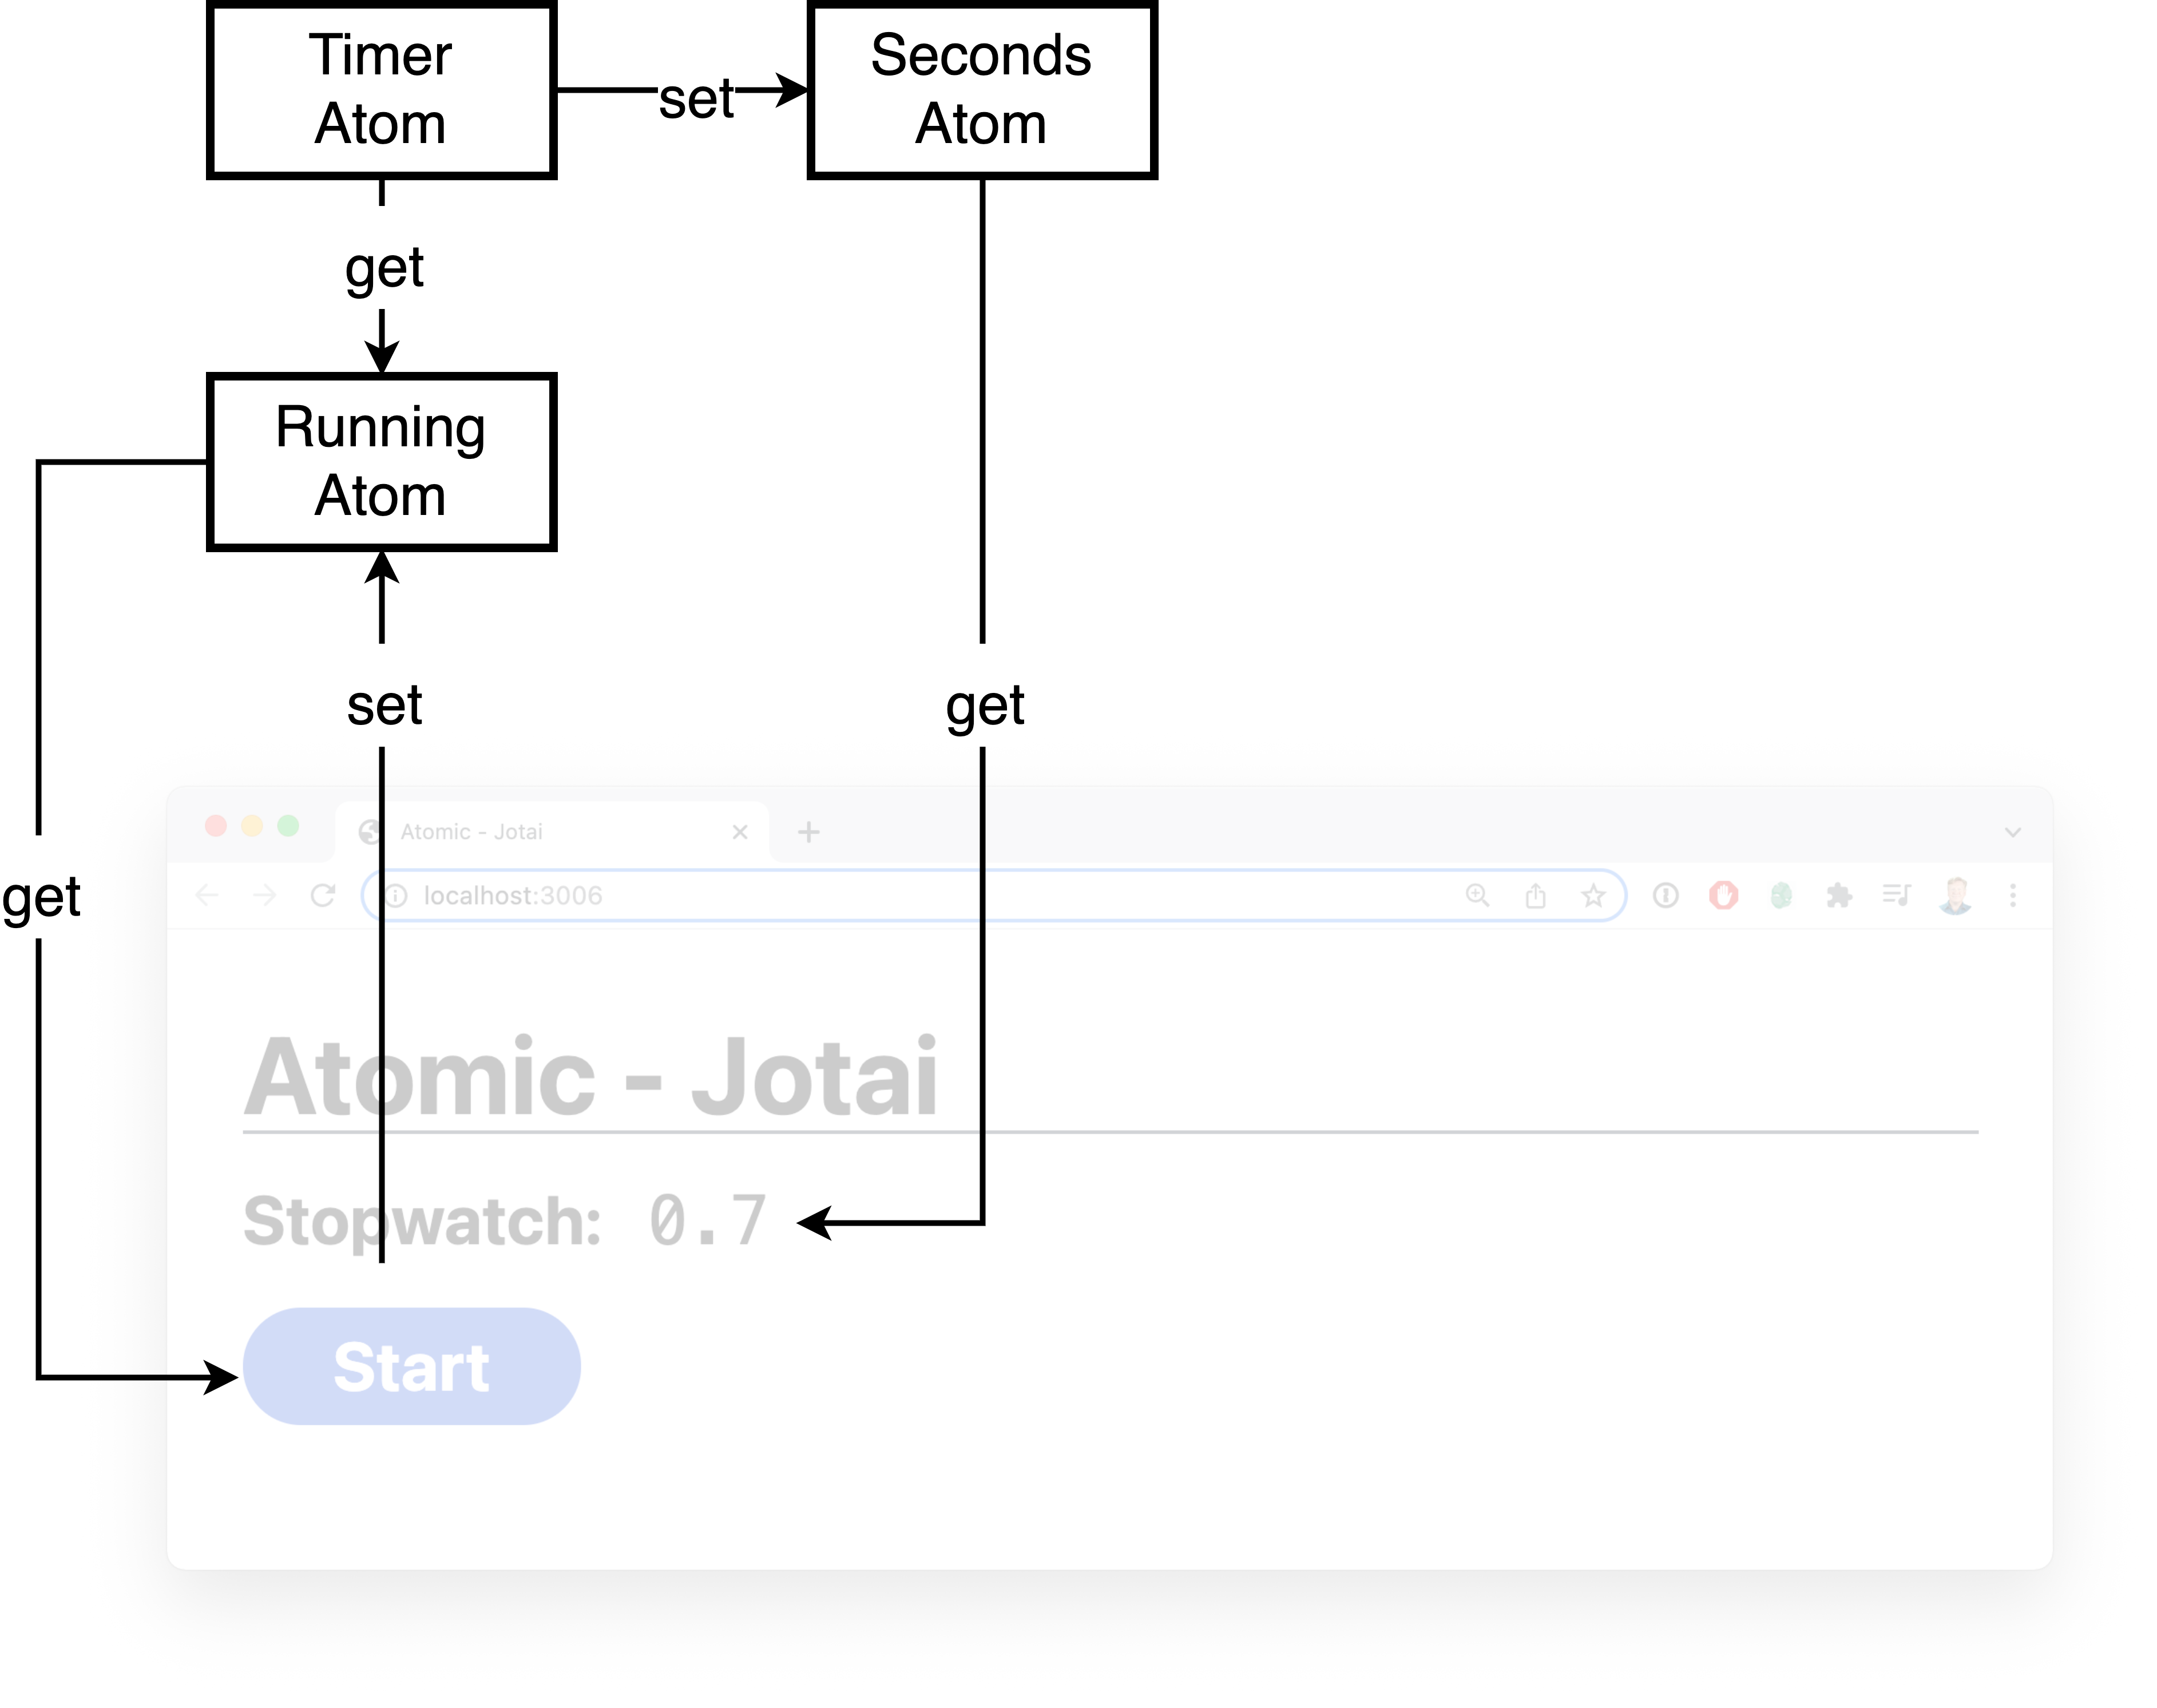 Timer
Atom
set
Seconds
Atom
get
Running
Atom
set
get
Atomic - Jotai
get
localhost:3006
Atomic - Jotai
Stopwatch: 0.7
Start